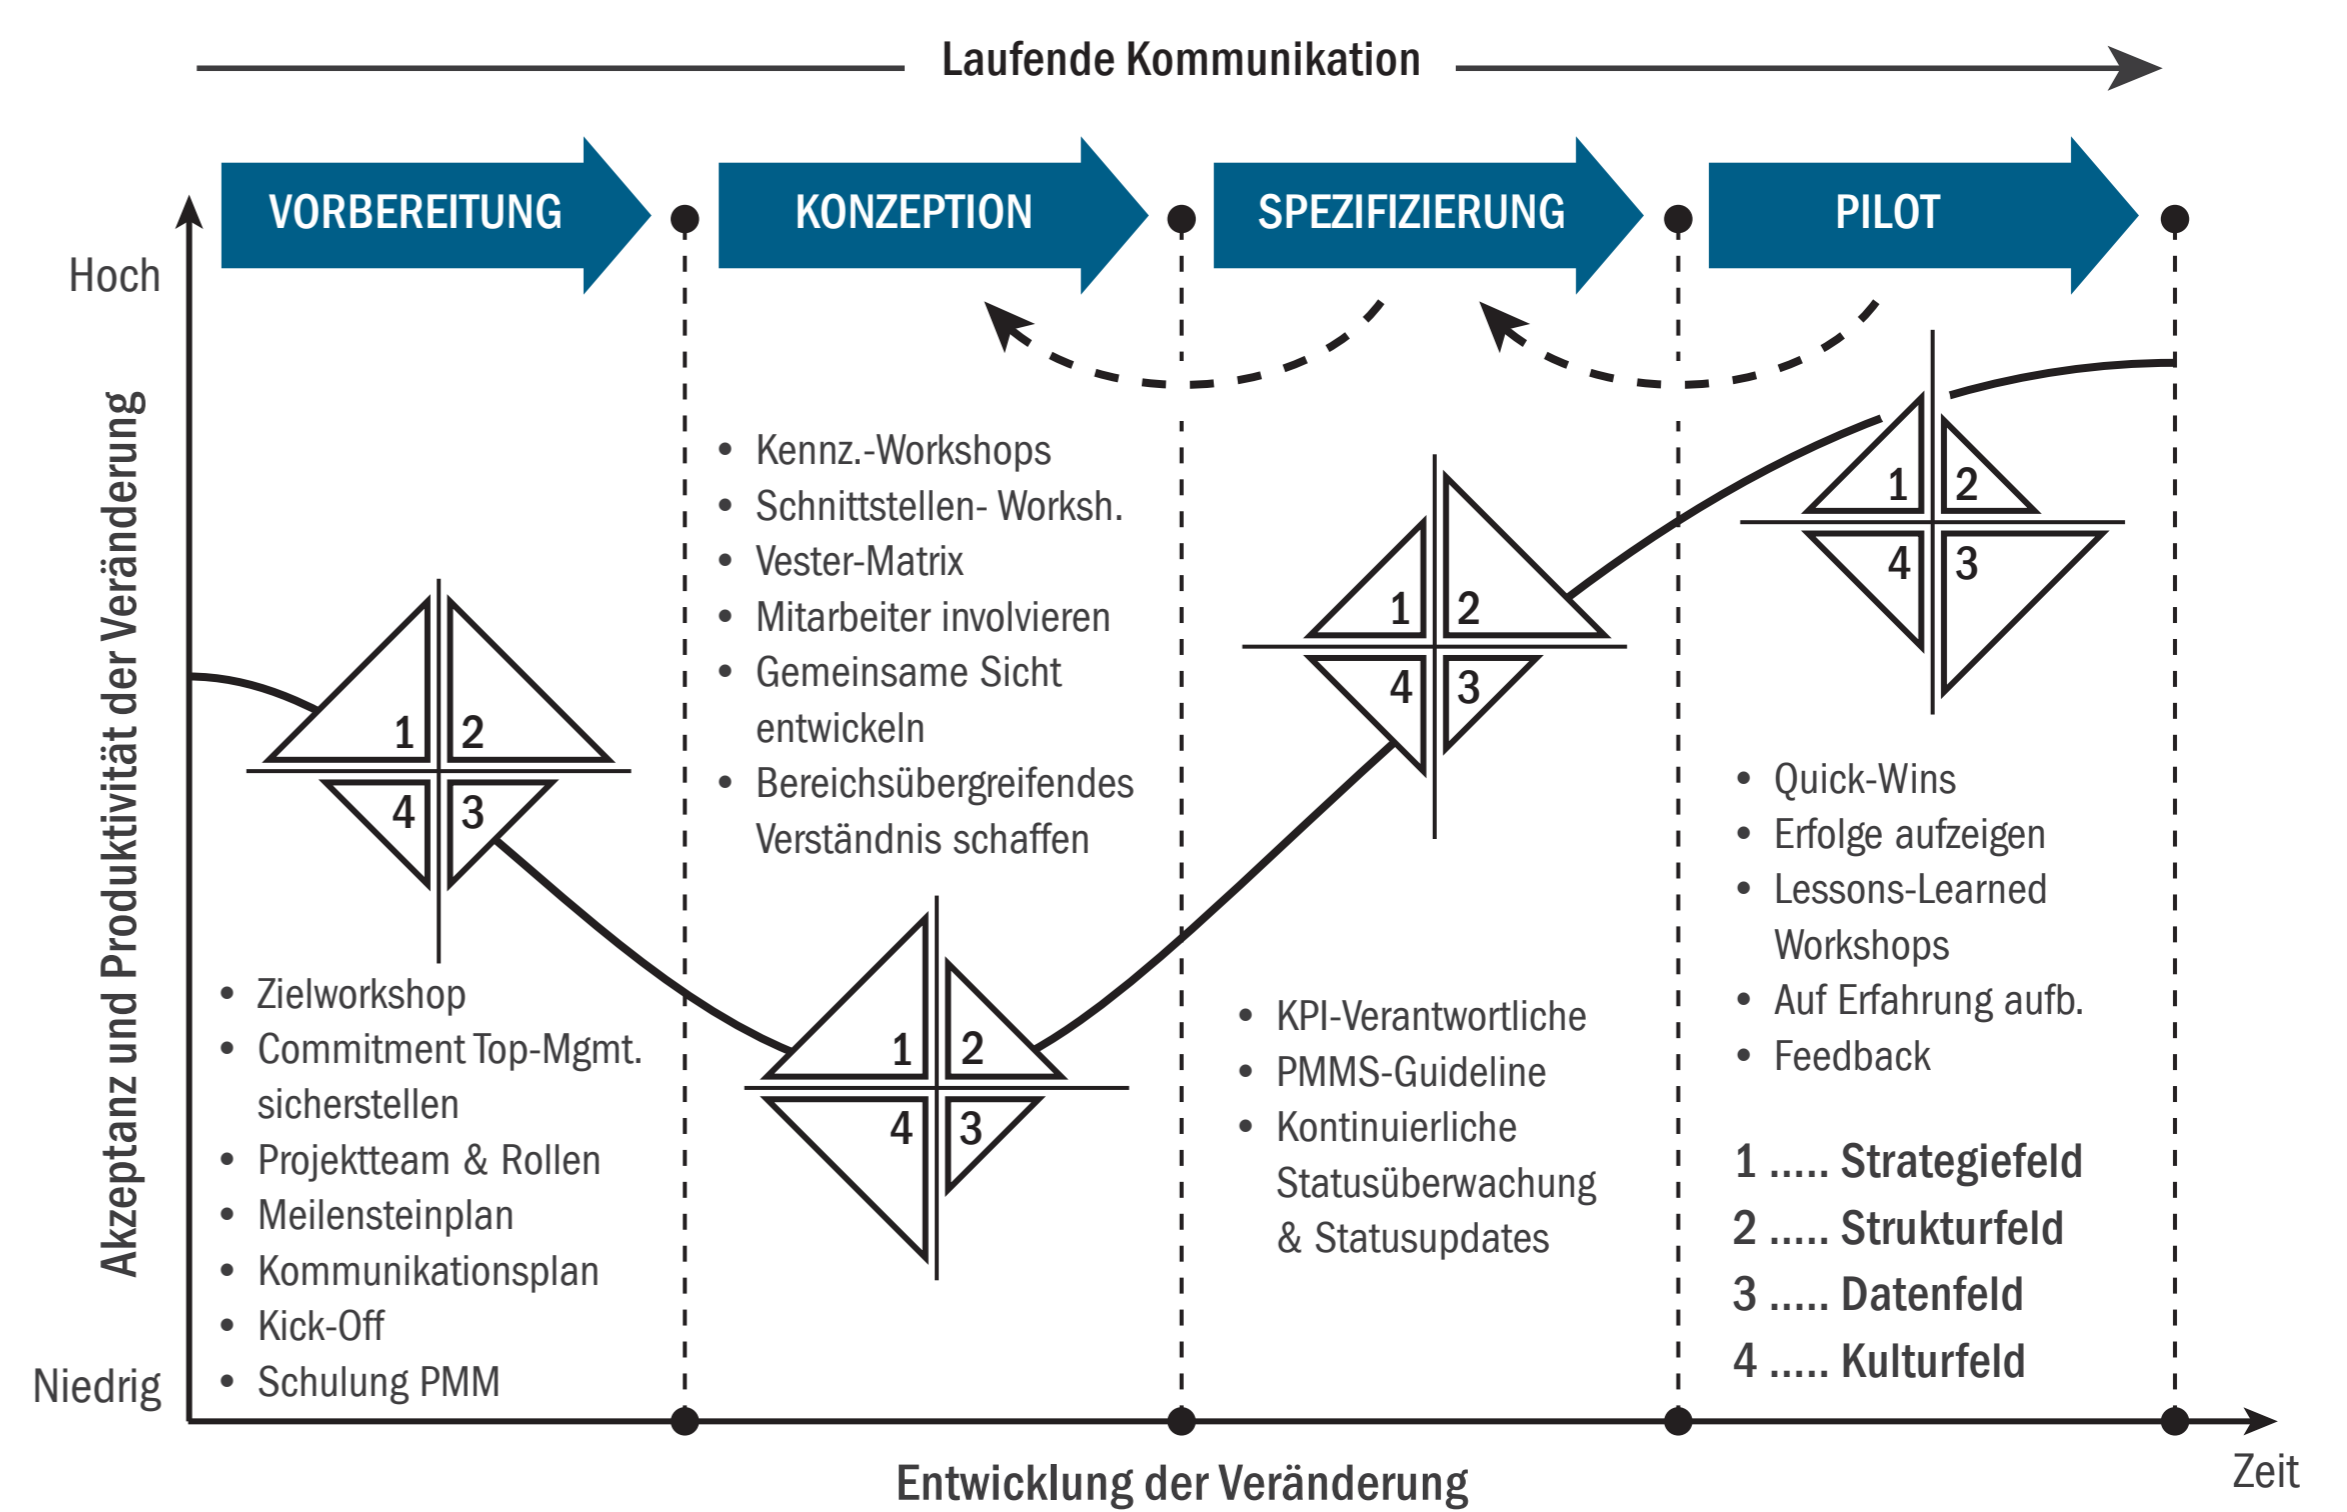 Laufende Kommunikation
VORBEREITUNG
KONZEPTION
SPEZIFIZIERUNG
PILOT
Hoch
Akzeptanz und Produktivität der Veränderung
Niedrig
1 2
4 3
• Zielworkshop
• Commitment Top-Mgmt.
sicherstellen
• Projektteam & Rollen
• Meilensteinplan
• Kommunikationsplan
• Kick-Off
• Schulung PMM
• Kennz.-Workshops
• Schnittstellen- Worksh.
• Vester-Matrix
• Mitarbeiter involvieren
• Gemeinsame Sicht
entwickeln
• Bereichsübergreifendes
Verständnis schaffen
1 2
4 3
1 2
4 3
• KPI-Verantwortliche
• PMMS-Guideline
• Kontinuierliche
Statusüberwachung
& Statusupdates
1 2
4 3
• Quick-Wins
• Erfolge aufzeigen
• Lessons-Learned
Workshops
• Auf Erfahrung aufb.
• Feedback
1 ..... Strategiefeld
2 ..... Strukturfeld
3 ..... Datenfeld
4 ..... Kulturfeld
Entwicklung der Veränderung
Zeit